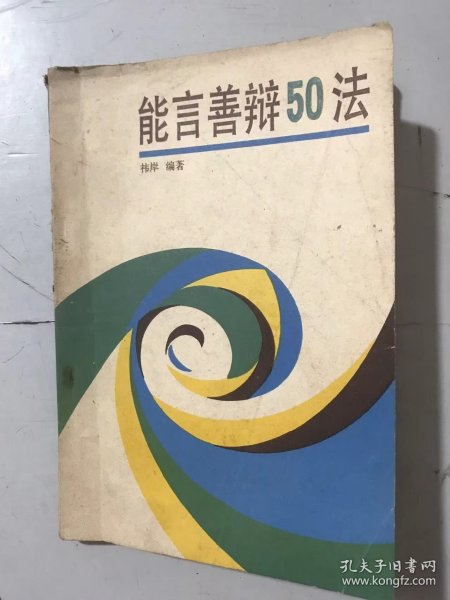 能言善辩50法
祎岸 编著
孔夫子旧书网
www.kongfz.com